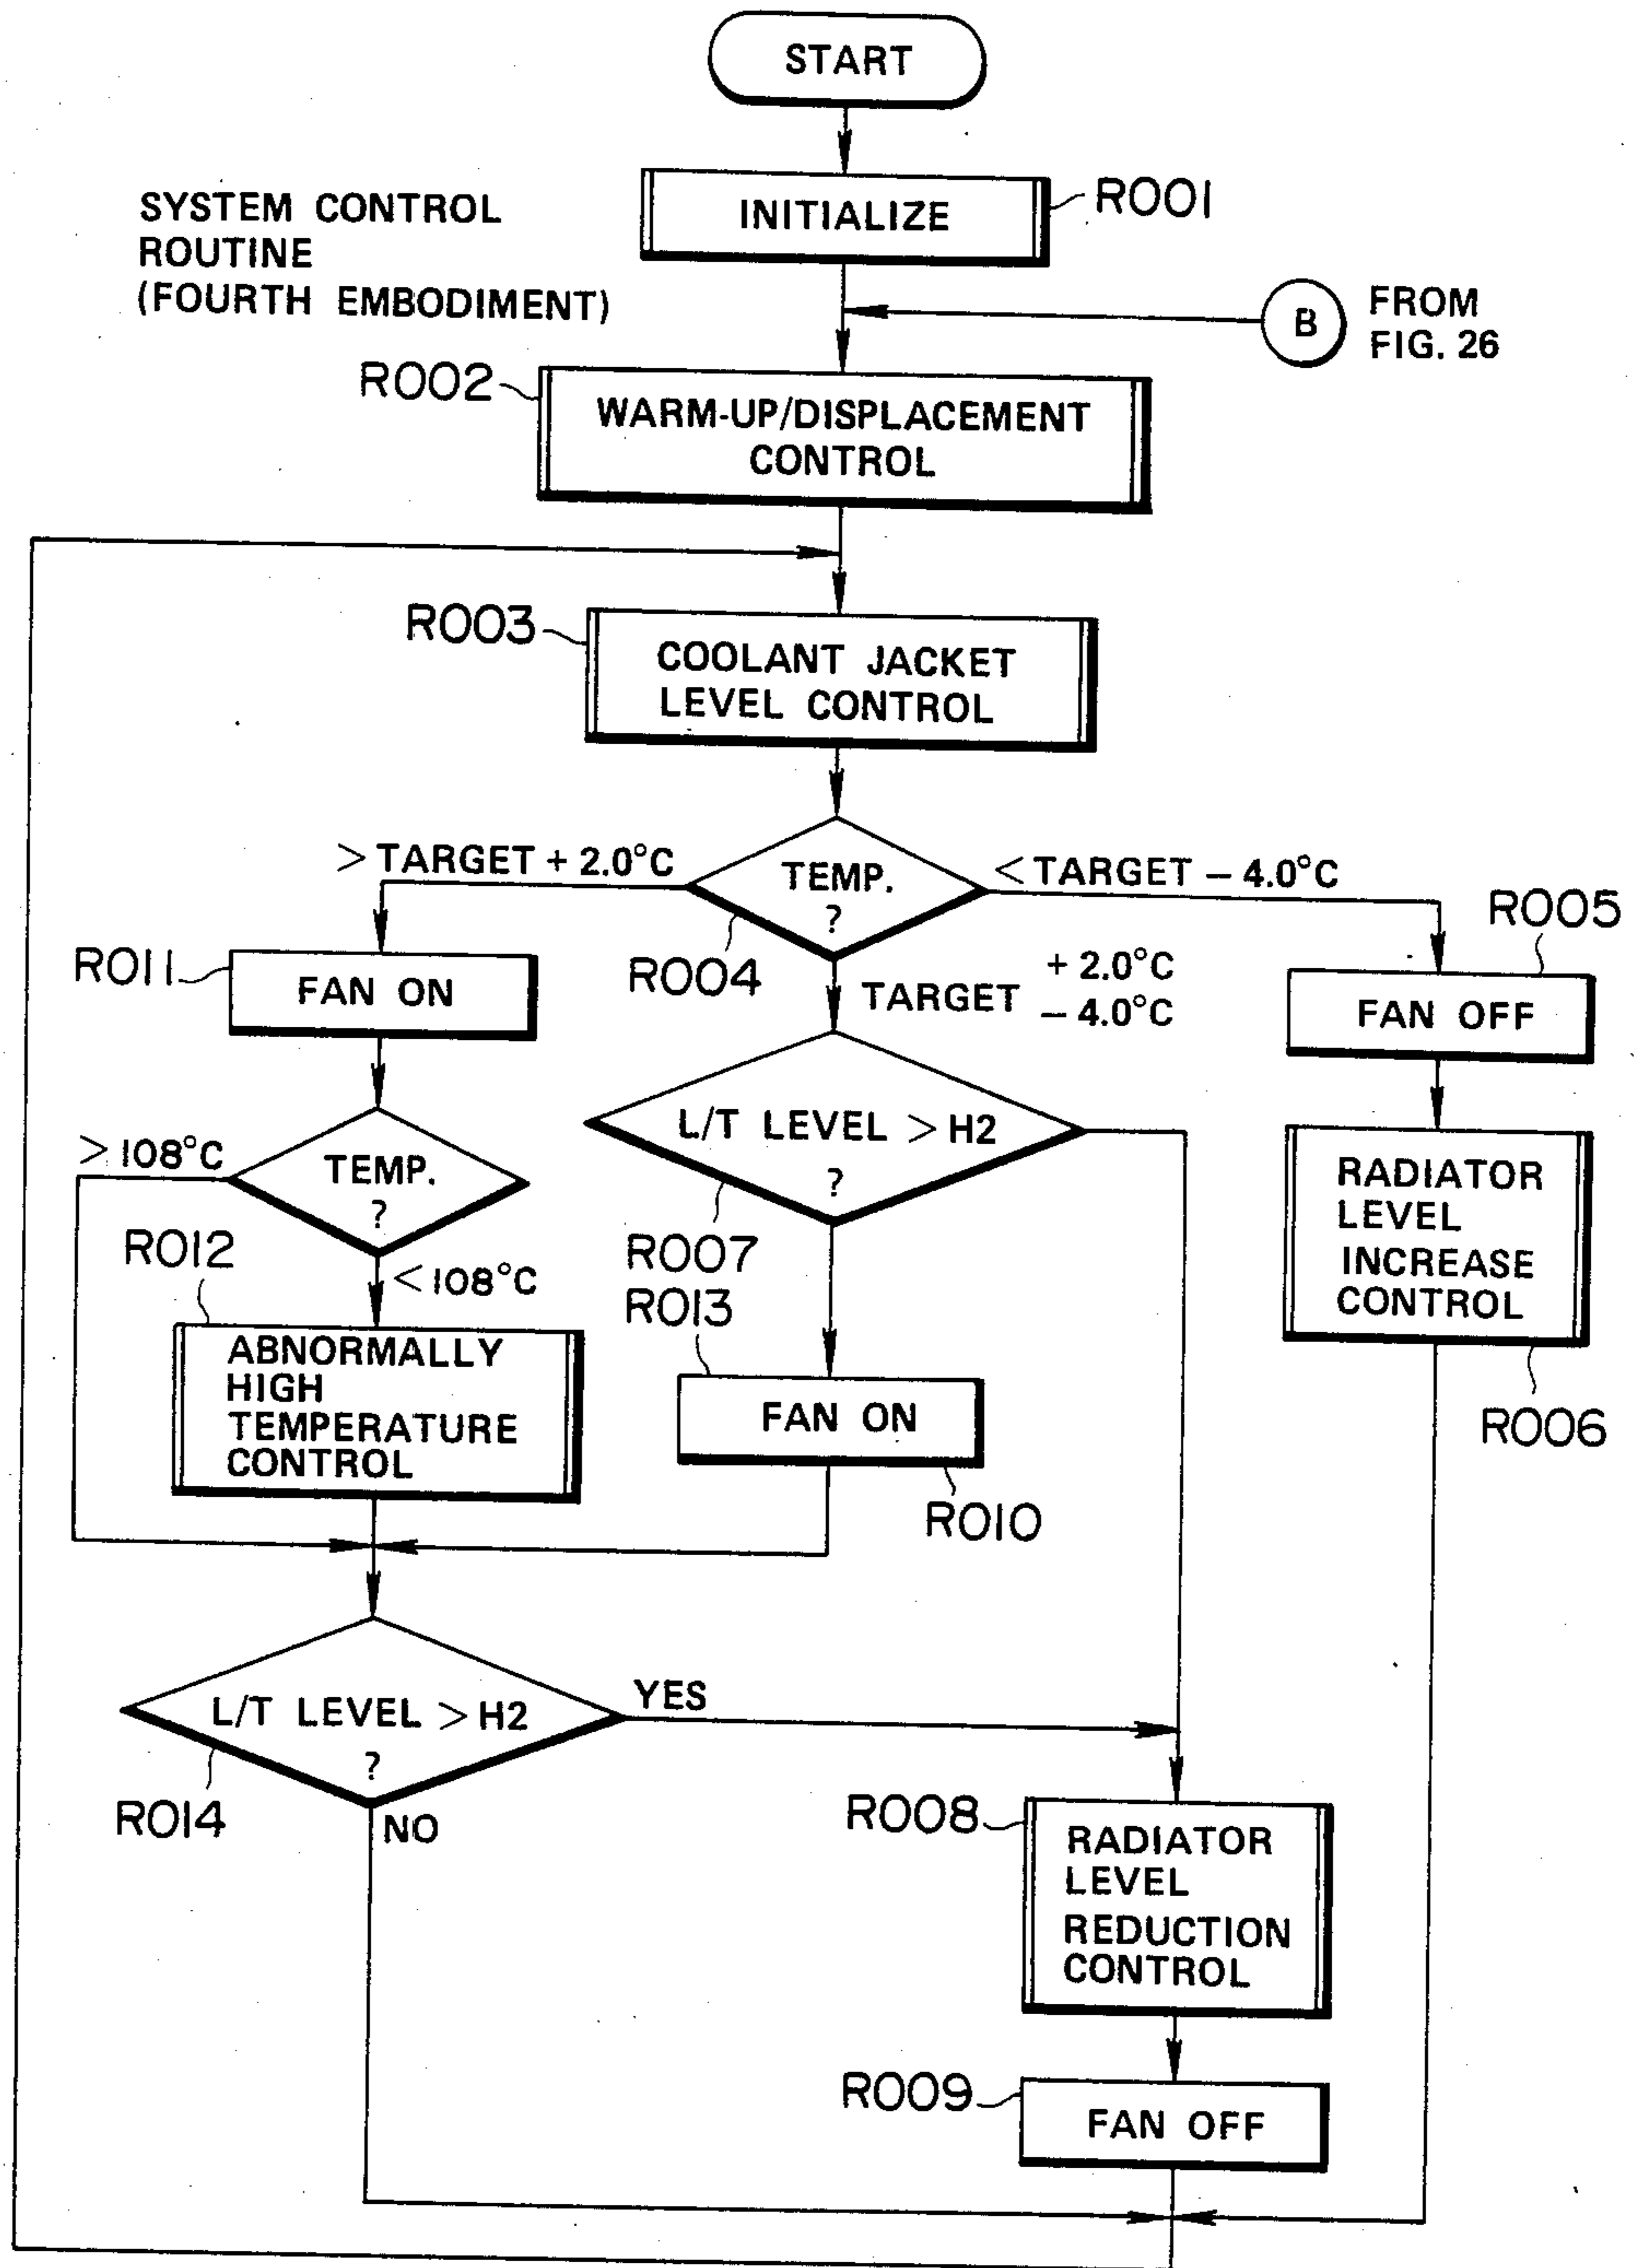 START
SYSTEM CONTROL
ROUTINE
(FOURTH EMBODIMENT)
INITIALIZE
R001
B
FROM
FIG. 26
R002
WARM-UP/DISPLACEMENT
CONTROL
R003
COOLANT JACKET
LEVEL CONTROL
> TARGET + 2.0°C
TEMP.
?
< TARGET - 4.0°C
R004
R005
R011
FAN ON
TARGET
+ 2.0°C
- 4.0°C
FAN OFF
> 108°C
TEMP.
?
< 108°C
L/T LEVEL > H2
?
R007
RADIATOR
LEVEL
INCREASE
CONTROL
R006
R012
ABNORMALLY
HIGH
TEMPERATURE
CONTROL
R013
FAN ON
R010
L/T LEVEL > H2
?
YES
R014
NO
R008
RADIATOR
LEVEL
REDUCTION
CONTROL
R009
FAN OFF